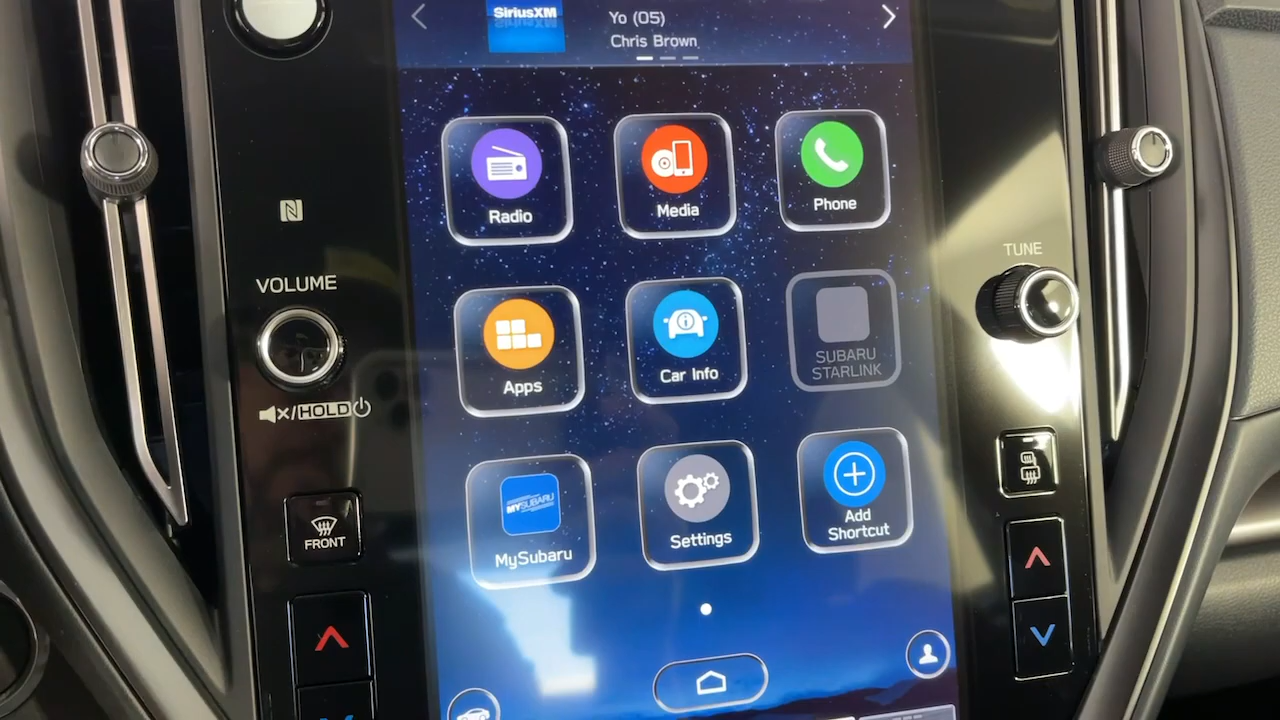 SiriusXM
Yo (05)
Chris Brown
Radio
Media
Phone
TUNE
VOLUME
Apps
Car Info
SUBARU
STARLINK
HOLD
FRONT
MYSUBARU
MySubaru
Settings
Add
Shortcut